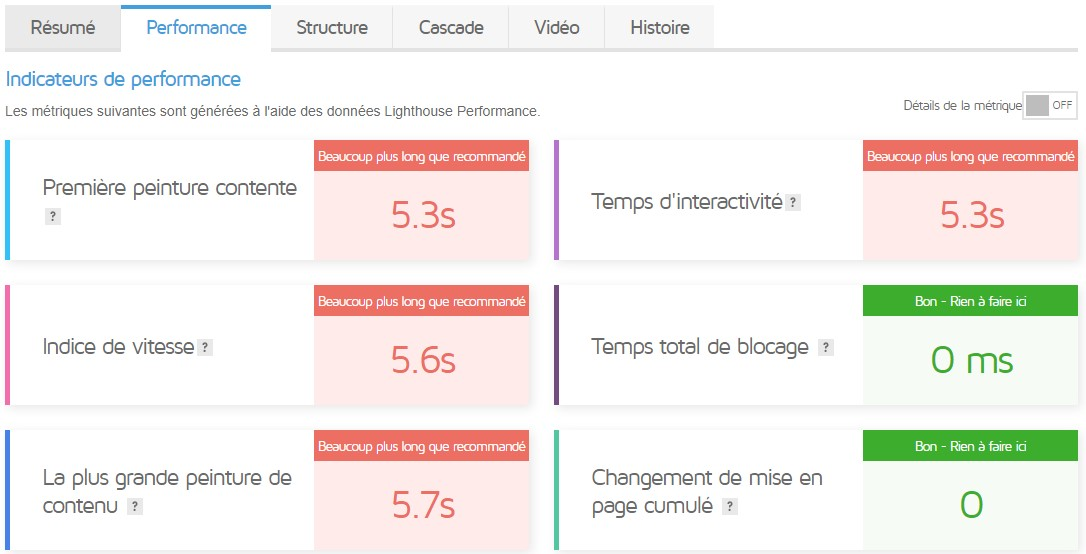 Résumé
Performance
Structure
Cascade
Vidéo
Histoire
Indicateurs de performance
Les métriques suivantes sont générées à l'aide des données Lighthouse Performance.
Détails de la métrique OFF
Première peinture contente
?
Beaucoup plus long que recommandé
5.3s
Temps d'interactivité ?
Beaucoup plus long que recommandé
5.3s
Indice de vitesse ?
Beaucoup plus long que recommandé
5.6s
Temps total de blocage ?
Bon - Rien à faire ici
0 ms
La plus grande peinture de
contenu ?
Beaucoup plus long que recommandé
5.7s
Changement de mise en
page cumulé ?
Bon - Rien à faire ici
0